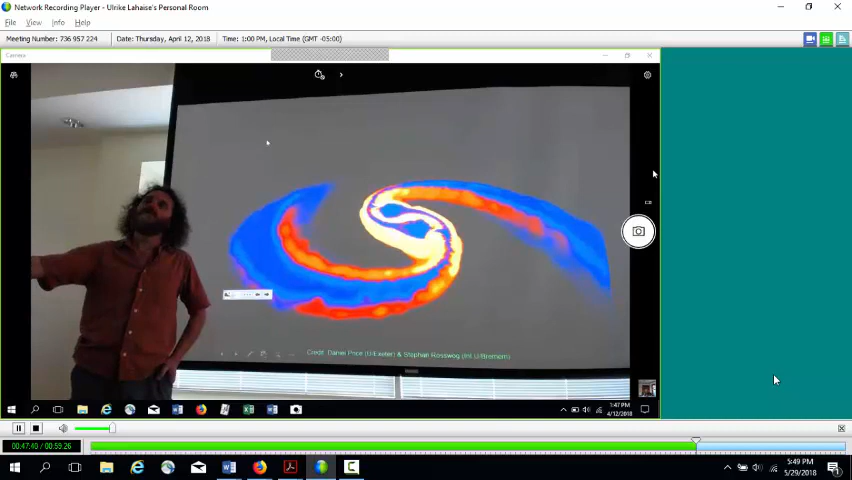 Network Recording Player - Ulrike Lahaise's Personal Room
File View Info Help
Meeting Number: 736 957 224 Date: Thursday, April 12, 2018 Time: 1:00 PM, Local Time (GMT -05:00)
Camera
Credit: Daniel Price (U/Exeter) & Stephan Rosswog (Int. U/Bremen)
1:47 PM
4/12/2018
00:47:40 / 00:59:26
5:49 PM
5/29/2018